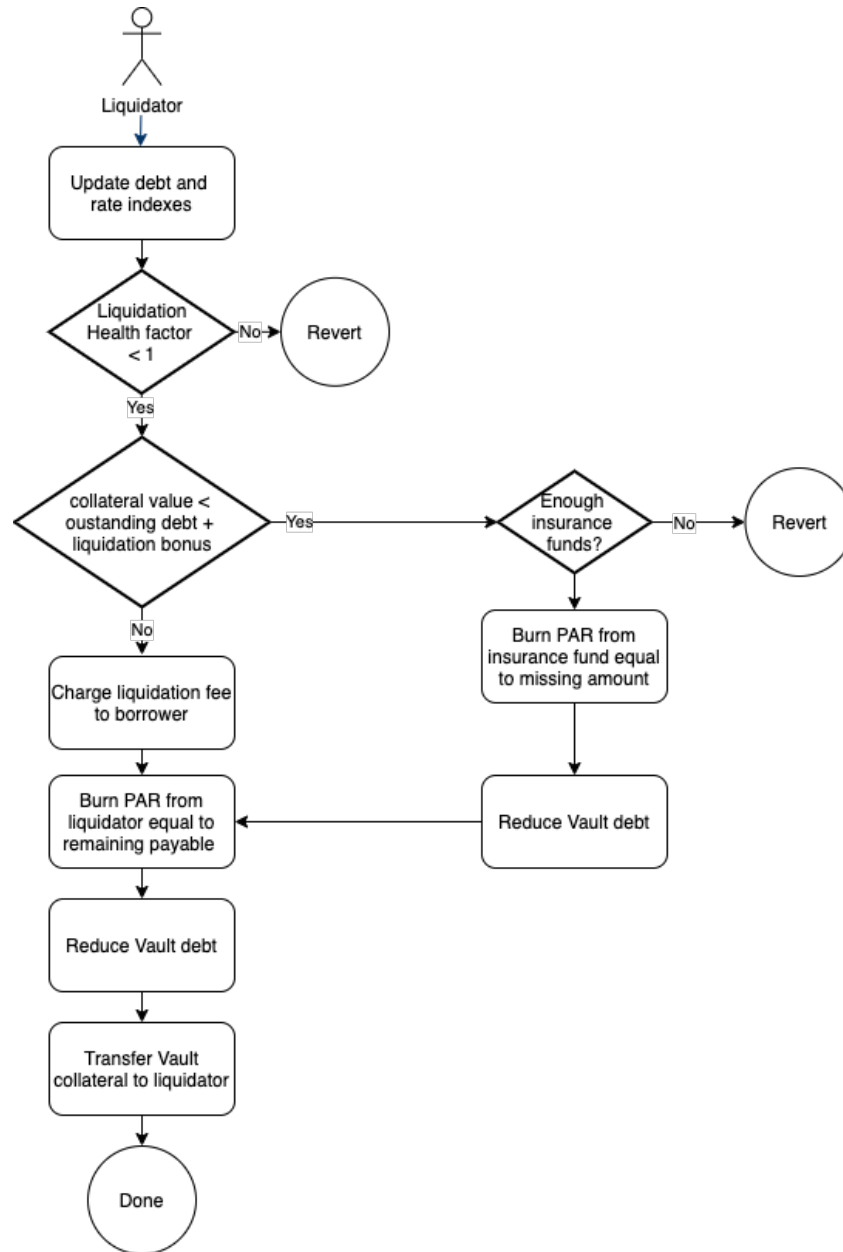 Liquidator
Update debt and
rate indexes
Liquidation
Health factor
< 1
No
Revert
Yes
collateral value <
oustanding debt +
liquidation bonus
Yes
Enough
insurance
funds?
No
Revert
No
Burn PAR from
insurance fund equal
to missing amount
Charge liquidation fee
to borrower
Burn PAR from
liquidator equal to
remaining payable
Reduce Vault debt
Reduce Vault debt
Transfer Vault
collateral to liquidator
Done